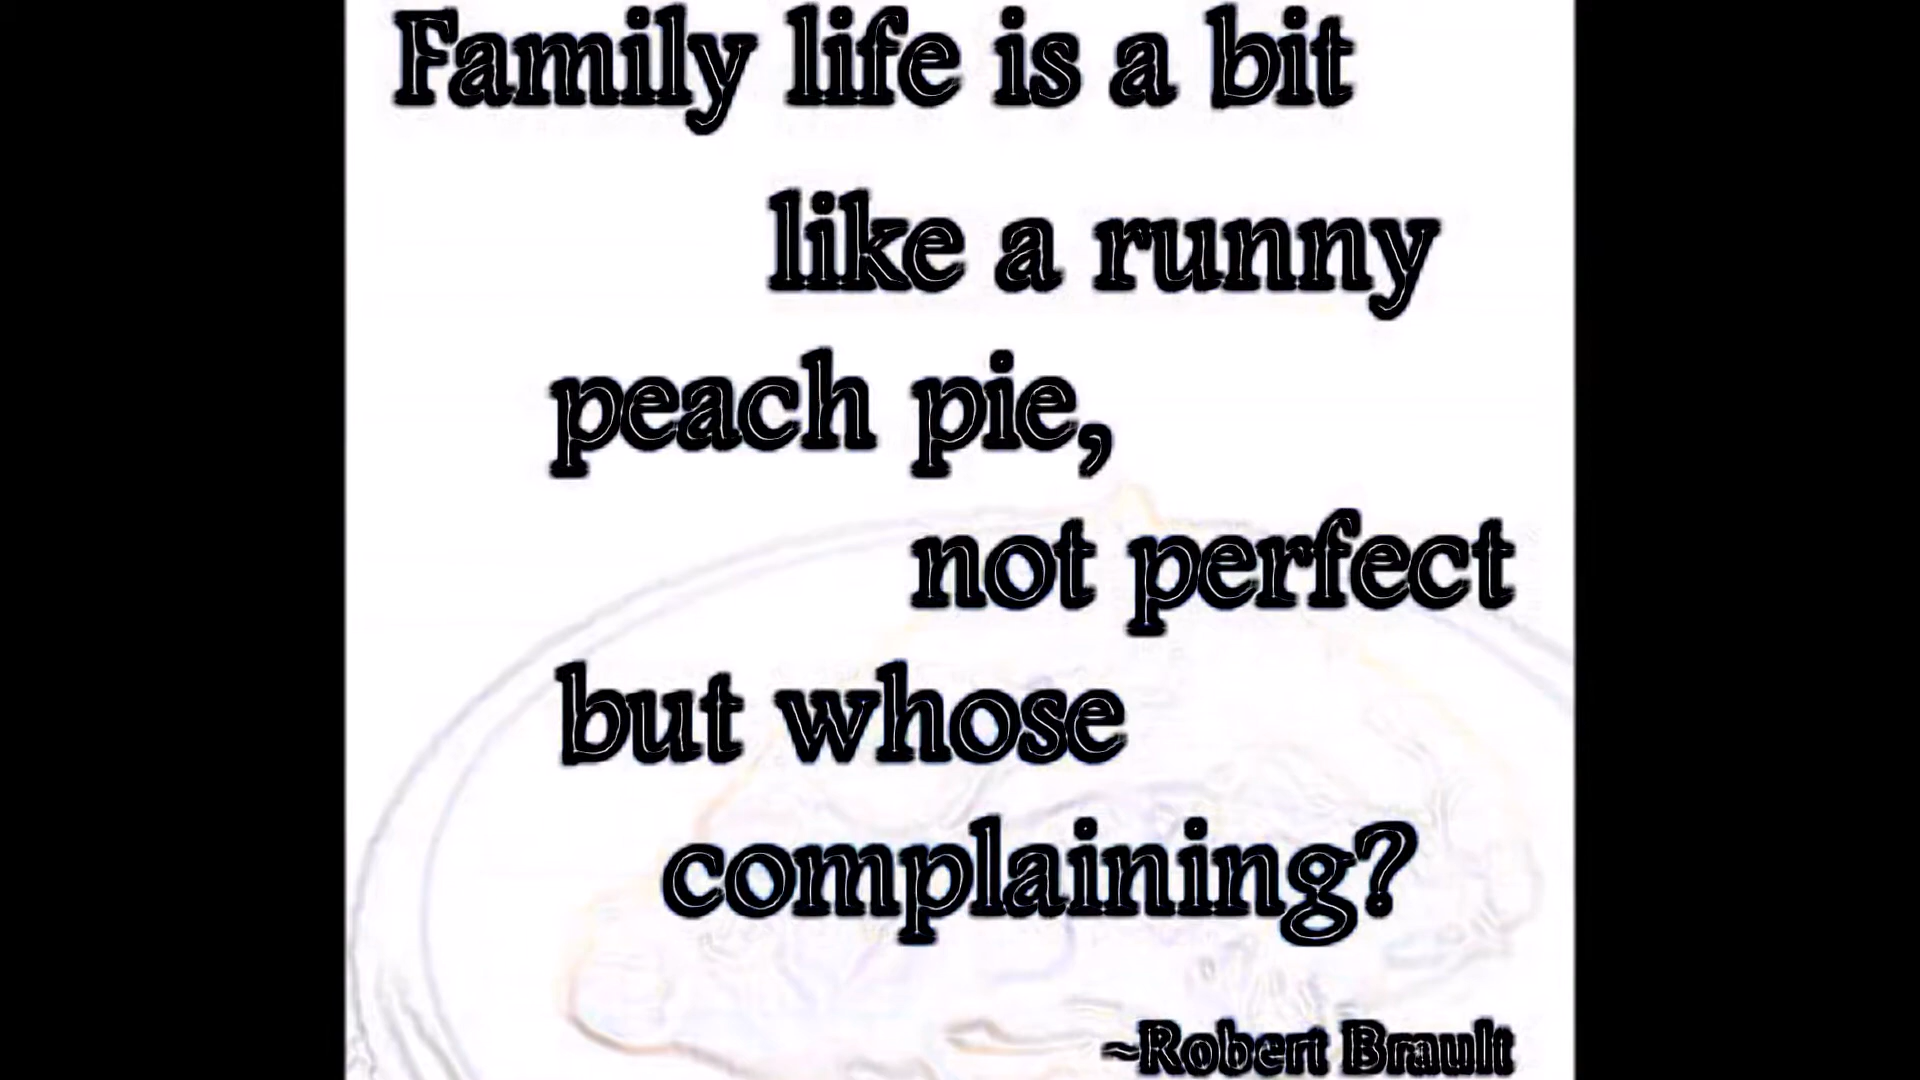 Family life is a bit
like a runny
peach pie,
not perfect
but whose
complaining?
~Robert Brault